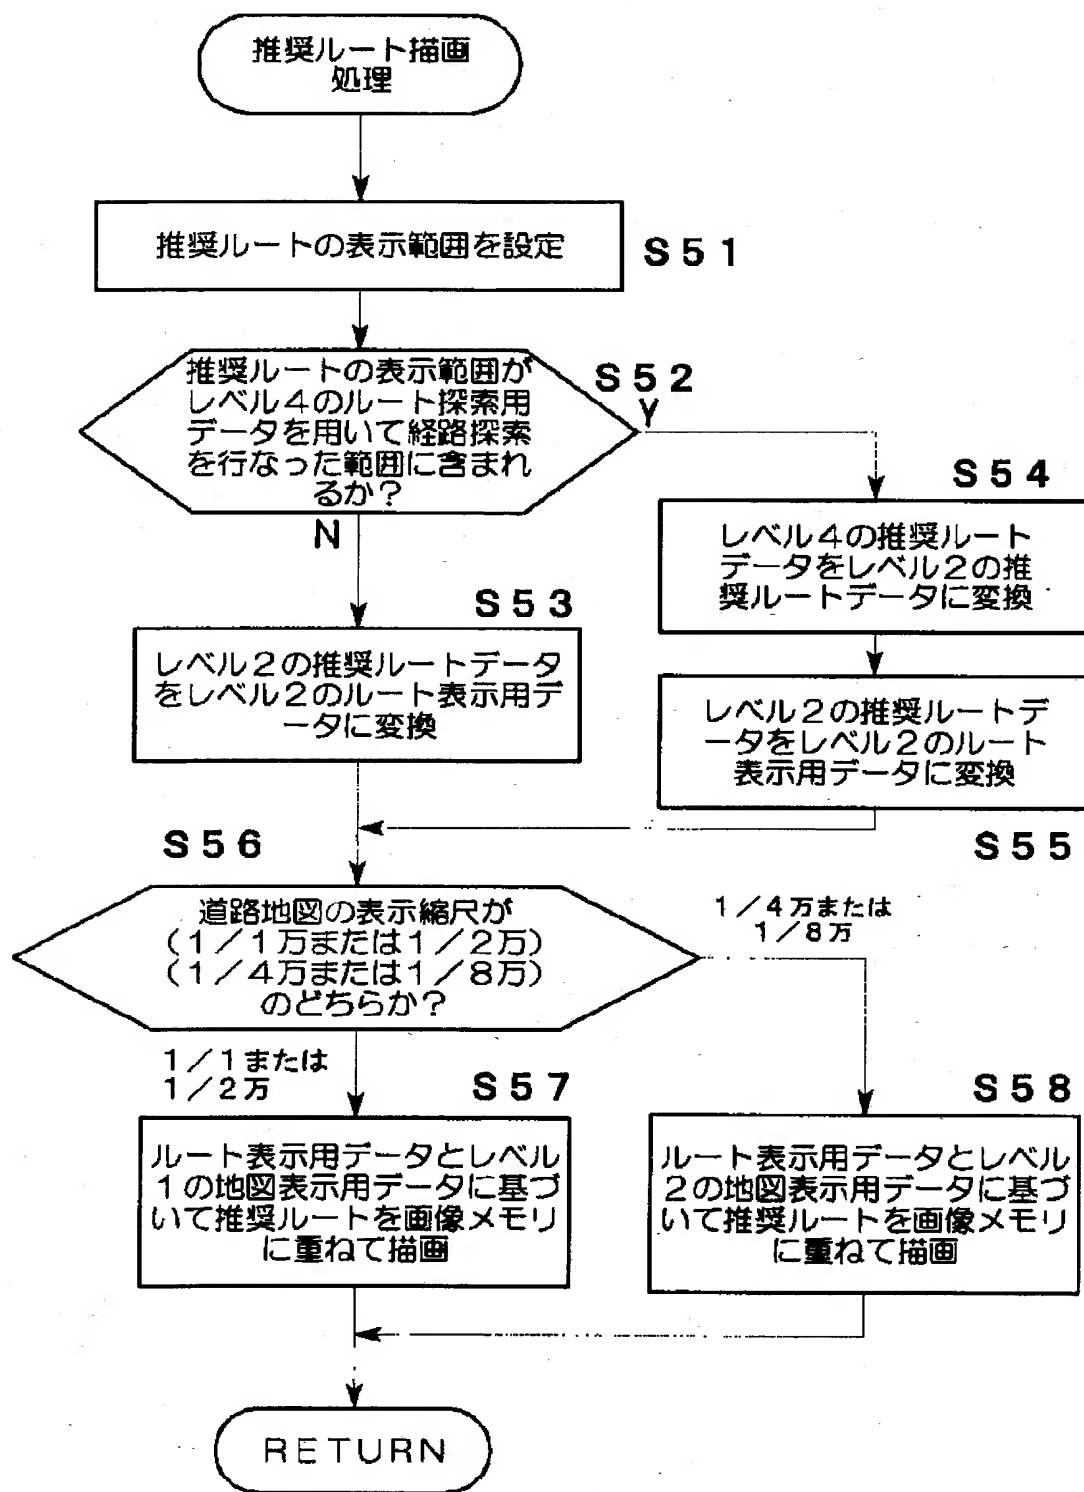 推奨ルート描画
処理
推奨ルートの表示範囲を設定
S51
推奨ルートの表示範囲が
レベル4のルート探索用
データを用いて経路探索
を行なった範囲に含まれ
るか?
S52
Y
N
S54
レベル4の推奨ルート
データをレベル2の推
奨ルートデータに変換
S53
レベル2の推奨ルートデータ
をレベル2のルート表示用デ
ータに変換
レベル2の推奨ルートデ
ータをレベル2のルート
表示用データに変換
S55
S56
道路地図の表示縮尺が
(1/1万または1/2万)
(1/4万または1/8万)
のどちらか?
1/4万または
1/8万
1/1または
1/2万
S57
ルート表示用データとレベル
1の地図表示用データに基づ
いて推奨ルートを画像メモリ
に重ねて描画
S58
ルート表示用データとレベル
2の地図表示用データに基づ
いて推奨ルートを画像メモリ
に重ねて描画
RETURN